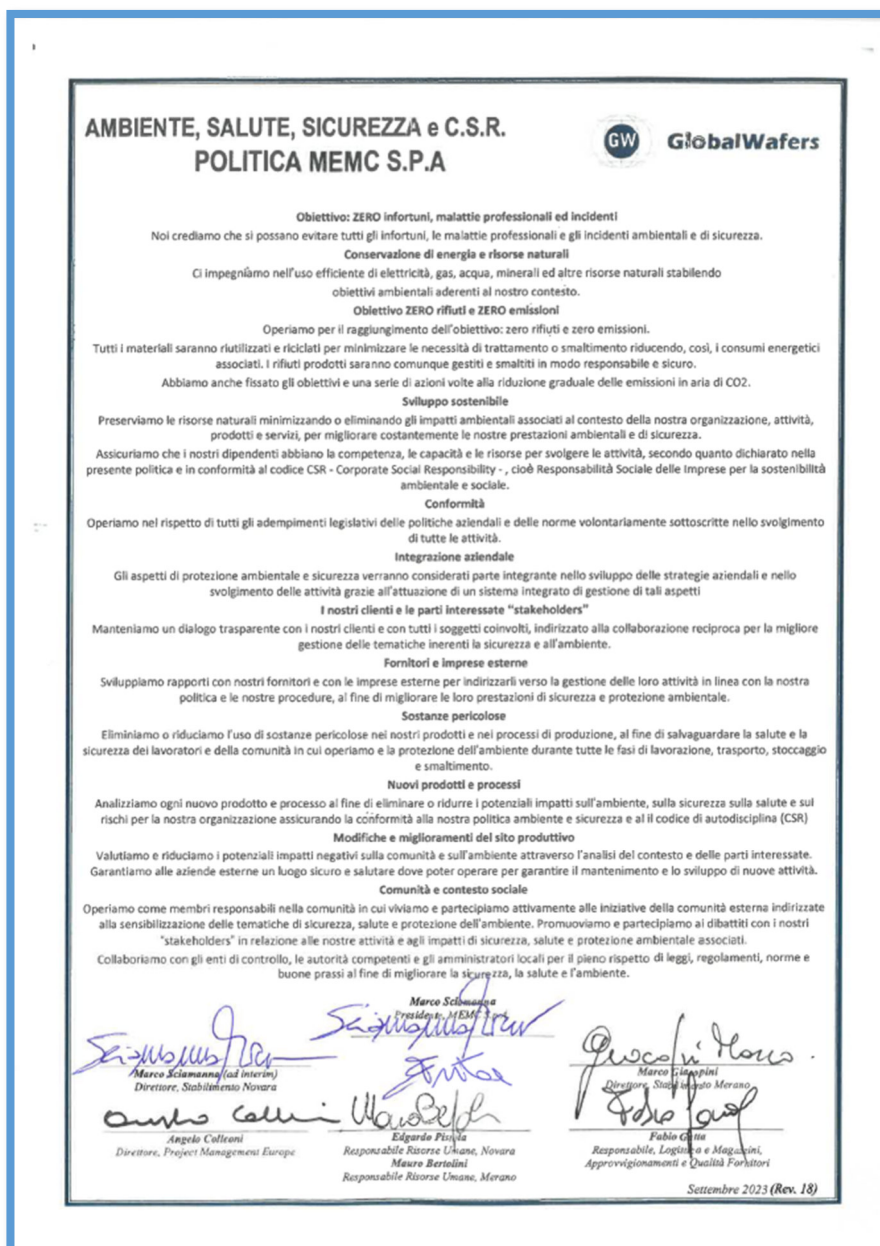 AMBIENTE, SALUTE, SICUREZZA e C.S.R.
POLITICA MEMC S.P.A
GW GlobalWafers
Obiettivo: ZERO infortuni, malattie professionali ed incidenti
Noi crediamo che si possano evitare tutti gli infortuni, le malattie professionali e gli incidenti ambientali e di sicurezza.
Conservazione di energia e risorse naturali
Ci impegniamo nell'uso efficiente di elettricità, gas, acqua, minerali ed altre risorse naturali stabilendo
obiettivi ambientali aderenti al nostro contesto.
Obiettivo ZERO rifiuti e ZERO emissioni
Operiamo per il raggiungimento dell'obiettivo: zero rifiuti e zero emissioni.
Tutti i materiali saranno riutilizzati e riciclati per minimizzare le necessità di trattamento o smaltimento riducendo, così, i consumi energetici
associati. I rifiuti prodotti saranno comunque gestiti e smaltiti in modo responsabile e sicuro.
Abbiamo anche fissato gli obiettivi e una serie di azioni volte alla riduzione graduale delle emissioni in aria di CO2.
Sviluppo sostenibile
Preserviamo le risorse naturali minimizzando o eliminando gli impatti ambientali associati al contesto della nostra organizzazione, attività,
prodotti e servizi, per migliorare costantemente le nostre prestazioni ambientali e di sicurezza.
Assicuriamo che i nostri dipendenti abbiano la competenza, le capacità e le risorse per svolgere le attività, secondo quanto dichiarato nella
presente politica e in conformità al codice CSR - Corporate Social Responsibility - , cioè Responsabilità Sociale delle Imprese per la sostenibilità
ambientale e sociale.
Conformità
Operiamo nel rispetto di tutti gli adempimenti legislativi delle politiche aziendali e delle norme volontariamente sottoscritte nello svolgimento
di tutte le attività.
Integrazione aziendale
Gli aspetti di protezione ambientale e sicurezza verranno considerati parte integrante nello sviluppo delle strategie aziendali e nello
svolgimento delle attività grazie all'attuazione di un sistema integrato di gestione di tali aspetti
I nostri clienti e le parti interessate "stakeholders"
Manteniamo un dialogo trasparente con i nostri clienti e con tutti i soggetti coinvolti, indirizzato alla collaborazione reciproca per la migliore
gestione delle tematiche inerenti la sicurezza e all'ambiente.
Fornitori e imprese esterne
Sviluppiamo rapporti con nostri fornitori e con le imprese esterne per indirizzarli verso la gestione delle loro attività in linea con la nostra
politica e le nostre procedure, al fine di migliorare le loro prestazioni di sicurezza e protezione ambientale.
Sostanze pericolose
Eliminiamo o riduciamo l'uso di sostanze pericolose nei nostri prodotti e nei processi di produzione, al fine di salvaguardare la salute e la
sicurezza dei lavoratori e della comunità in cui operiamo e la protezione dell'ambiente durante tutte le fasi di lavorazione, trasporto, stoccaggio
e smaltimento.
Nuovi prodotti e processi
Analizziamo ogni nuovo prodotto e processo al fine di eliminare o ridurre i potenziali impatti sull'ambiente, sulla sicurezza sulla salute e sui
rischi per la nostra organizzazione assicurando la conformità alla nostra politica ambiente e sicurezza e al il codice di autodisciplina (CSR)
Modifiche e miglioramenti del sito produttivo
Valutiamo e riduciamo i potenziali impatti negativi sulla comunità e sull'ambiente attraverso l'analisi del contesto e delle parti interessate.
Garantiamo alle aziende esterne un luogo sicuro e salutare dove poter operare per garantire il mantenimento e lo sviluppo di nuove attività.
Comunità e contesto sociale
Operiamo come membri responsabili nella comunità in cui viviamo e partecipiamo attivamente alle iniziative della comunità esterna indirizzate
alla sensibilizzazione delle tematiche di sicurezza, salute e protezione dell'ambiente. Promuoviamo e partecipiamo ai dibattiti con i nostri
"stakeholders" in relazione alle nostre attività e agli impatti di sicurezza, salute e protezione ambientale associati.
Collaboriamo con gli enti di controllo, le autorità competenti e gli amministratori locali per il pieno rispetto di leggi, regolamenti, norme e
buone prassi al fine di migliorare la sicurezza, la salute e l'ambiente.
Marco Sciamanna
Presidente, MEMC
Marco Sciamanna (ad interim)
Direttore, Stabilimento Novara
Marco
Direttore, Stabilimento Merano
Angelo Colleoni
Direttore, Project Management Europe
Edgardo
Responsabile Risorse Umane, Novara
Mauro Bertolini
Responsabile Risorse Umane, Merano
Fabio
Responsabile, Logistica e Magazzini,
Approvvigionamenti e Qualità Fornitori
Settembre 2023 (Rev. 18)